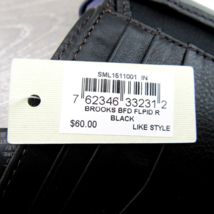 SML1511001 IN
7 62346 33231 2
BROOKS BFD FLPID R
BLACK
$60.00 LIKE STYLE